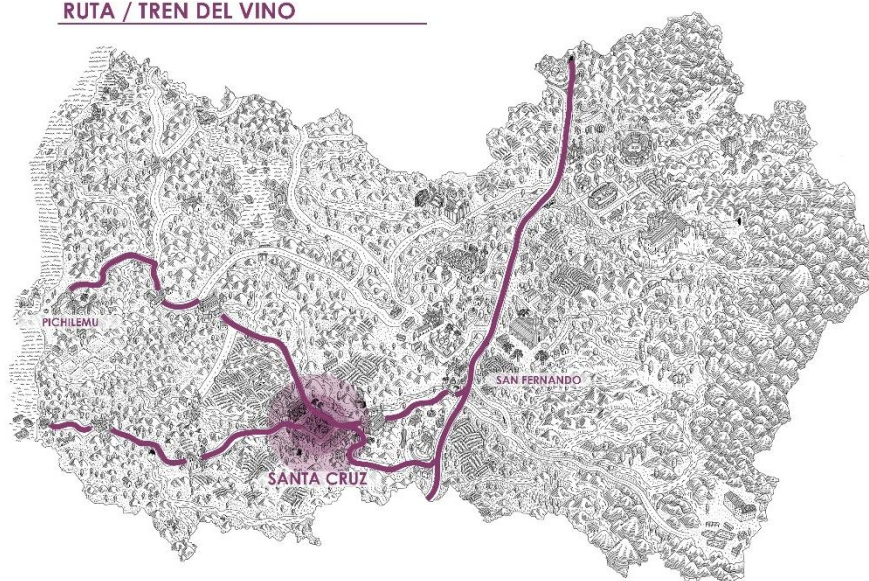 RUTA / TREN DEL VINO
PICHILEMU
SAN FERNANDO
SANTA CRUZ